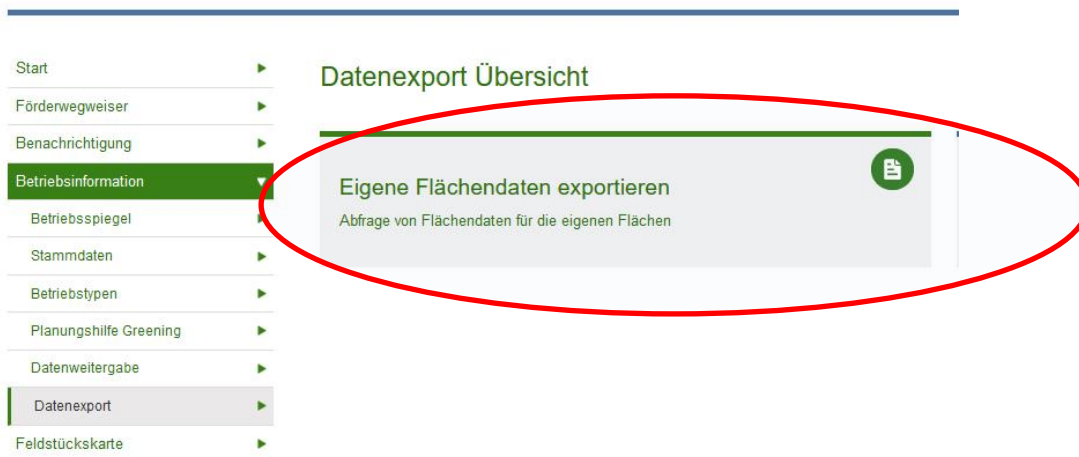 Start
Förderwegweiser
Benachrichtigung
Betriebsinformation
Betriebsspiegel
Stammdaten
Betriebstypen
Planungshilfe Greening
Datenweitergabe
Datenexport
Feldstückskarte
Datenexport Übersicht
Eigene Flächendaten exportieren
Abfrage von Flächendaten für die eigenen Flächen